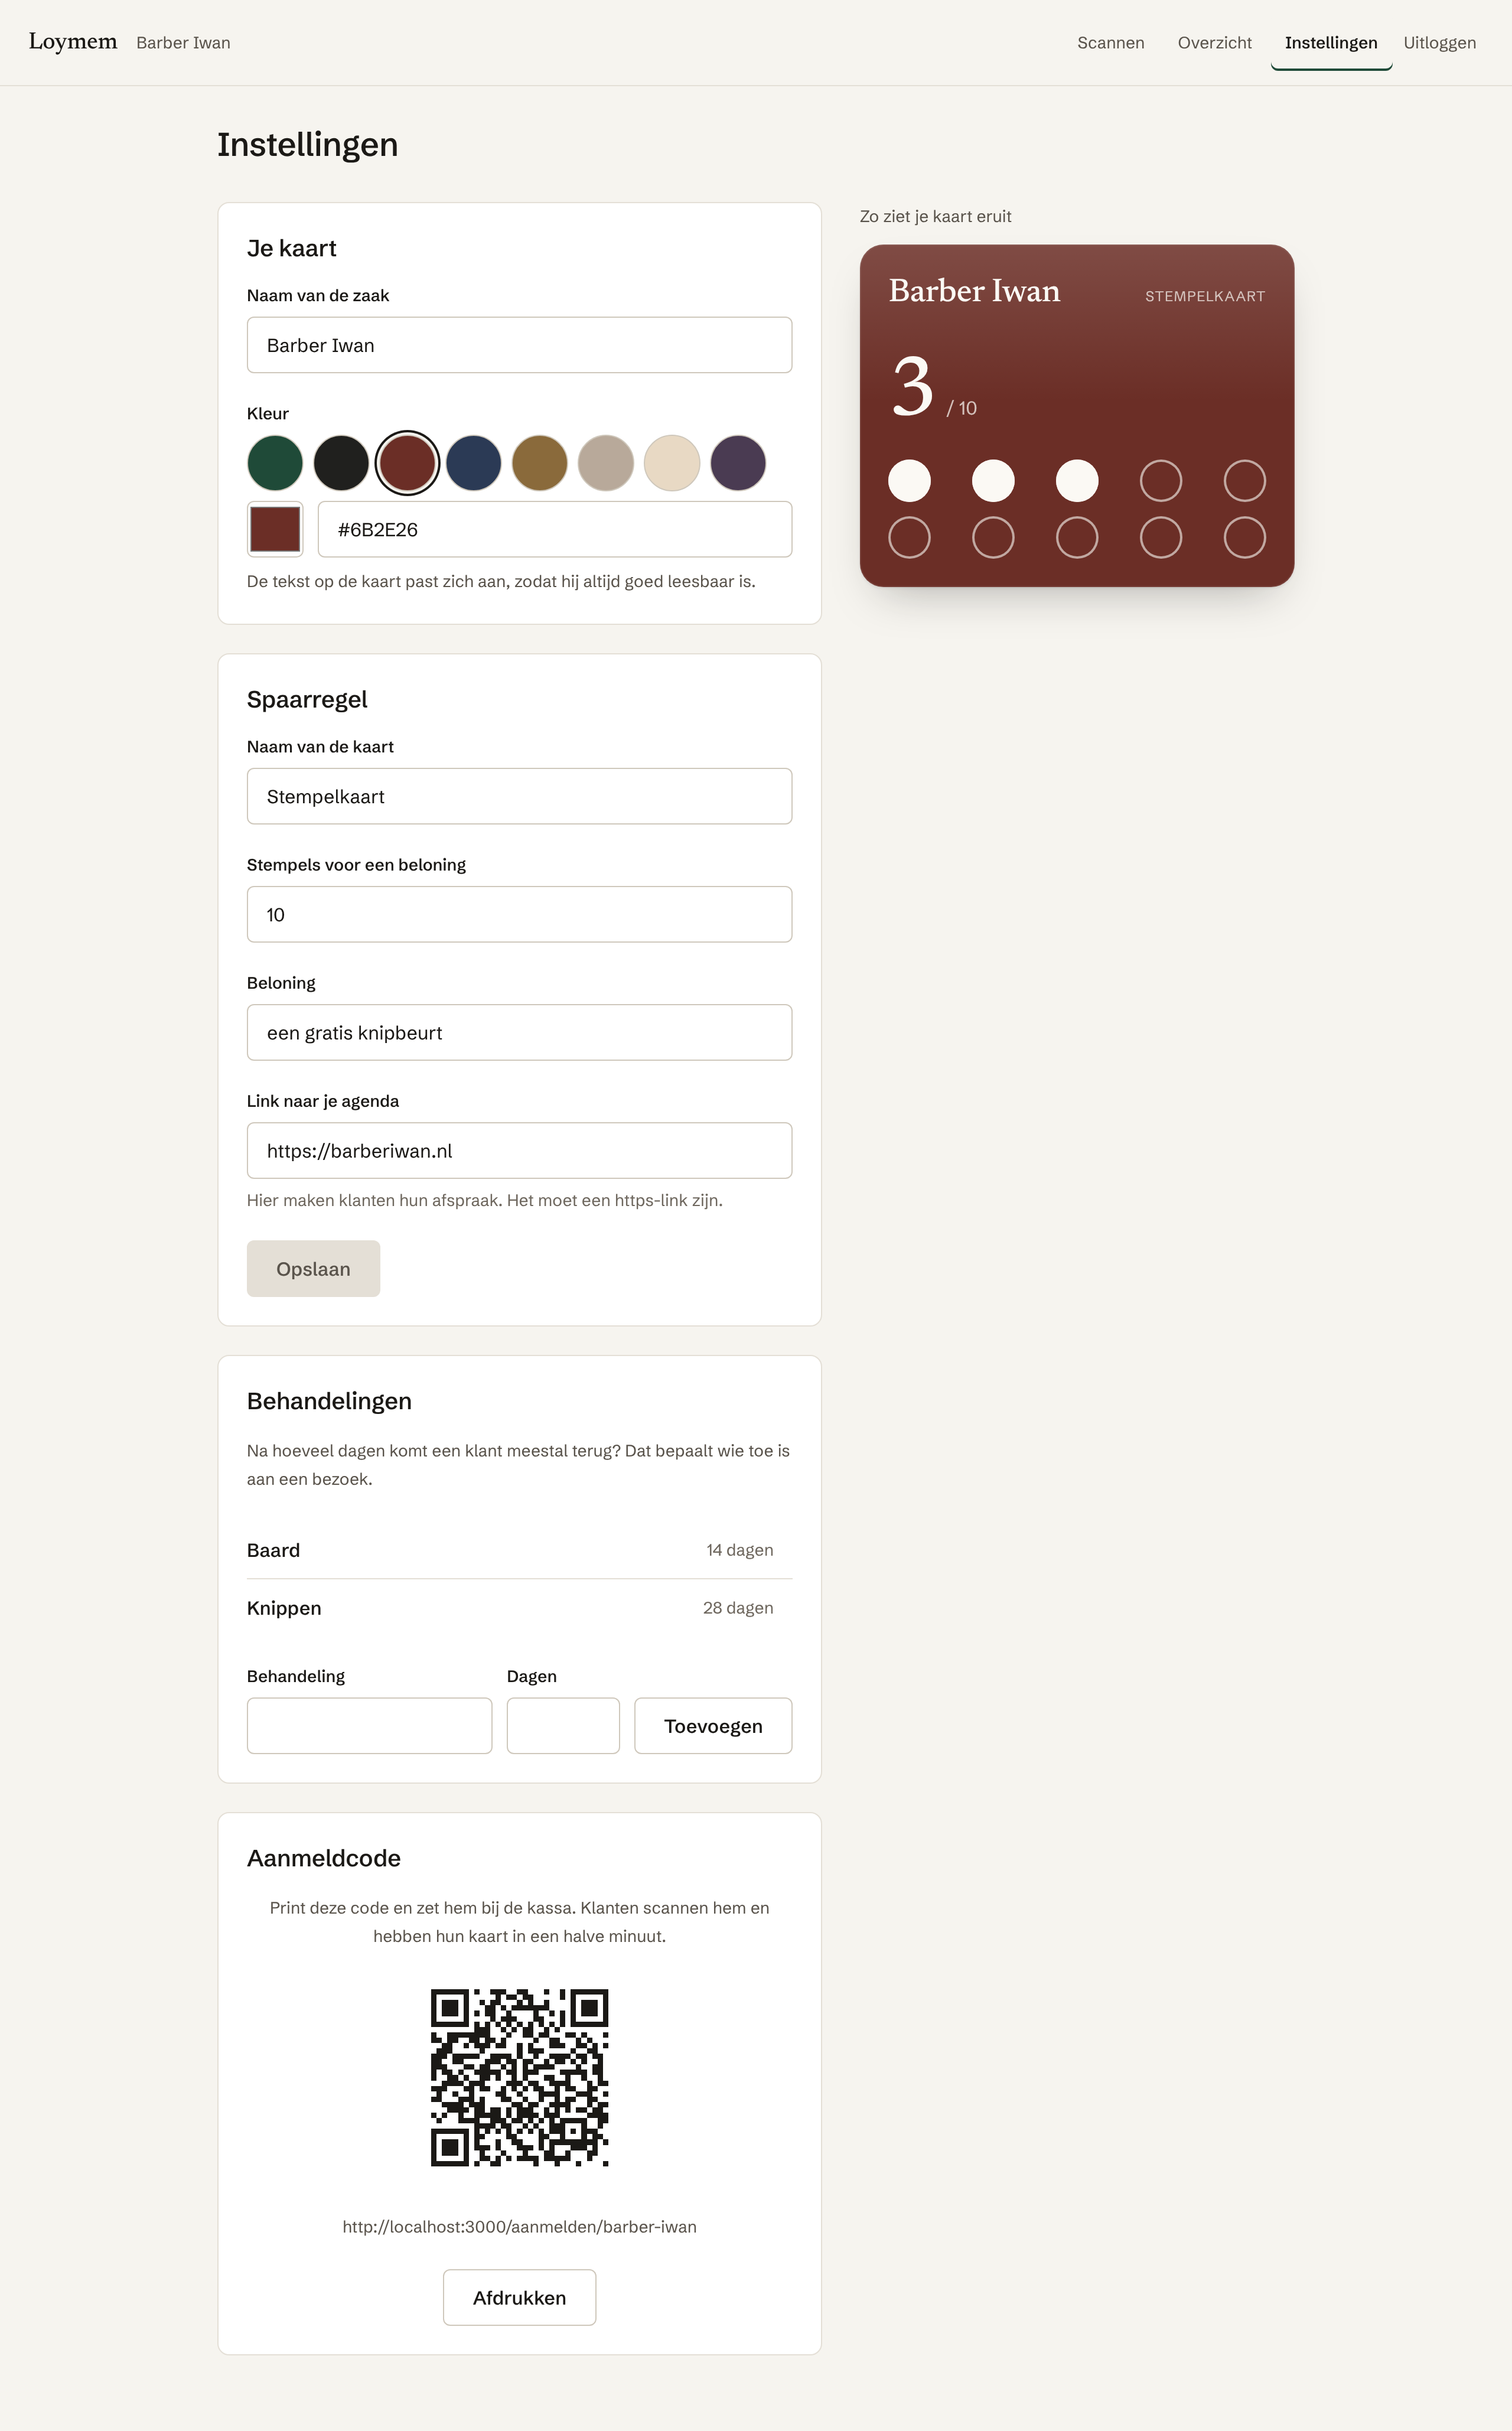 Loymem Barber Iwan Scannen Overzicht Instellingen Uitloggen
Instellingen
Je kaart
Naam van de zaak
Barber Iwan
Kleur
#6B2E26
De tekst op de kaart past zich aan, zodat hij altijd goed leesbaar is.
Zo ziet je kaart eruit
Barber Iwan STEMPELKAART
3 / 10
Spaarregel
Naam van de kaart
Stempelkaart
Stempels voor een beloning
10
Beloning
een gratis knipbeurt
Link naar je agenda
https://barberiwan.nl
Hier maken klanten hun afspraak. Het moet een https-link zijn.
Opslaan
Behandelingen
Na hoeveel dagen komt een klant meestal terug? Dat bepaalt wie toe is
aan een bezoek.
Baard 14 dagen
Knippen 28 dagen
Behandeling Dagen
Toevoegen
Aanmeldcode
Print deze code en zet hem bij de kassa. Klanten scannen hem en
hebben hun kaart in een halve minuut.
http://localhost:3000/aanmelden/barber-iwan
Afdrukken